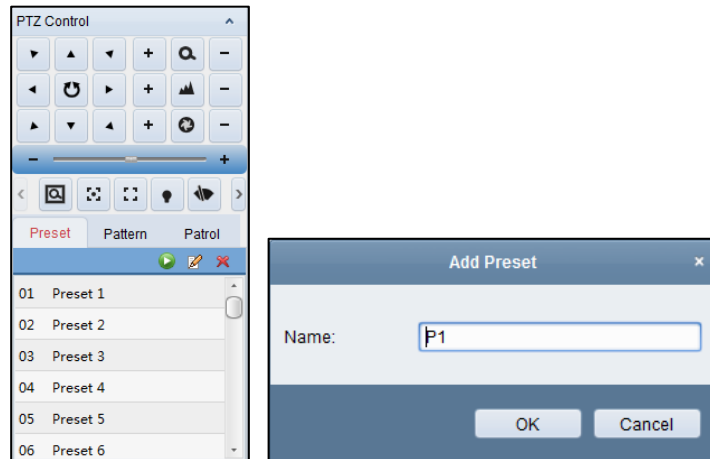 PTZ Control
Preset Pattern Patrol
01 Preset 1
02 Preset 2
03 Preset 3
04 Preset 4
05 Preset 5
06 Preset 6
Add Preset
Name: P1
OK Cancel